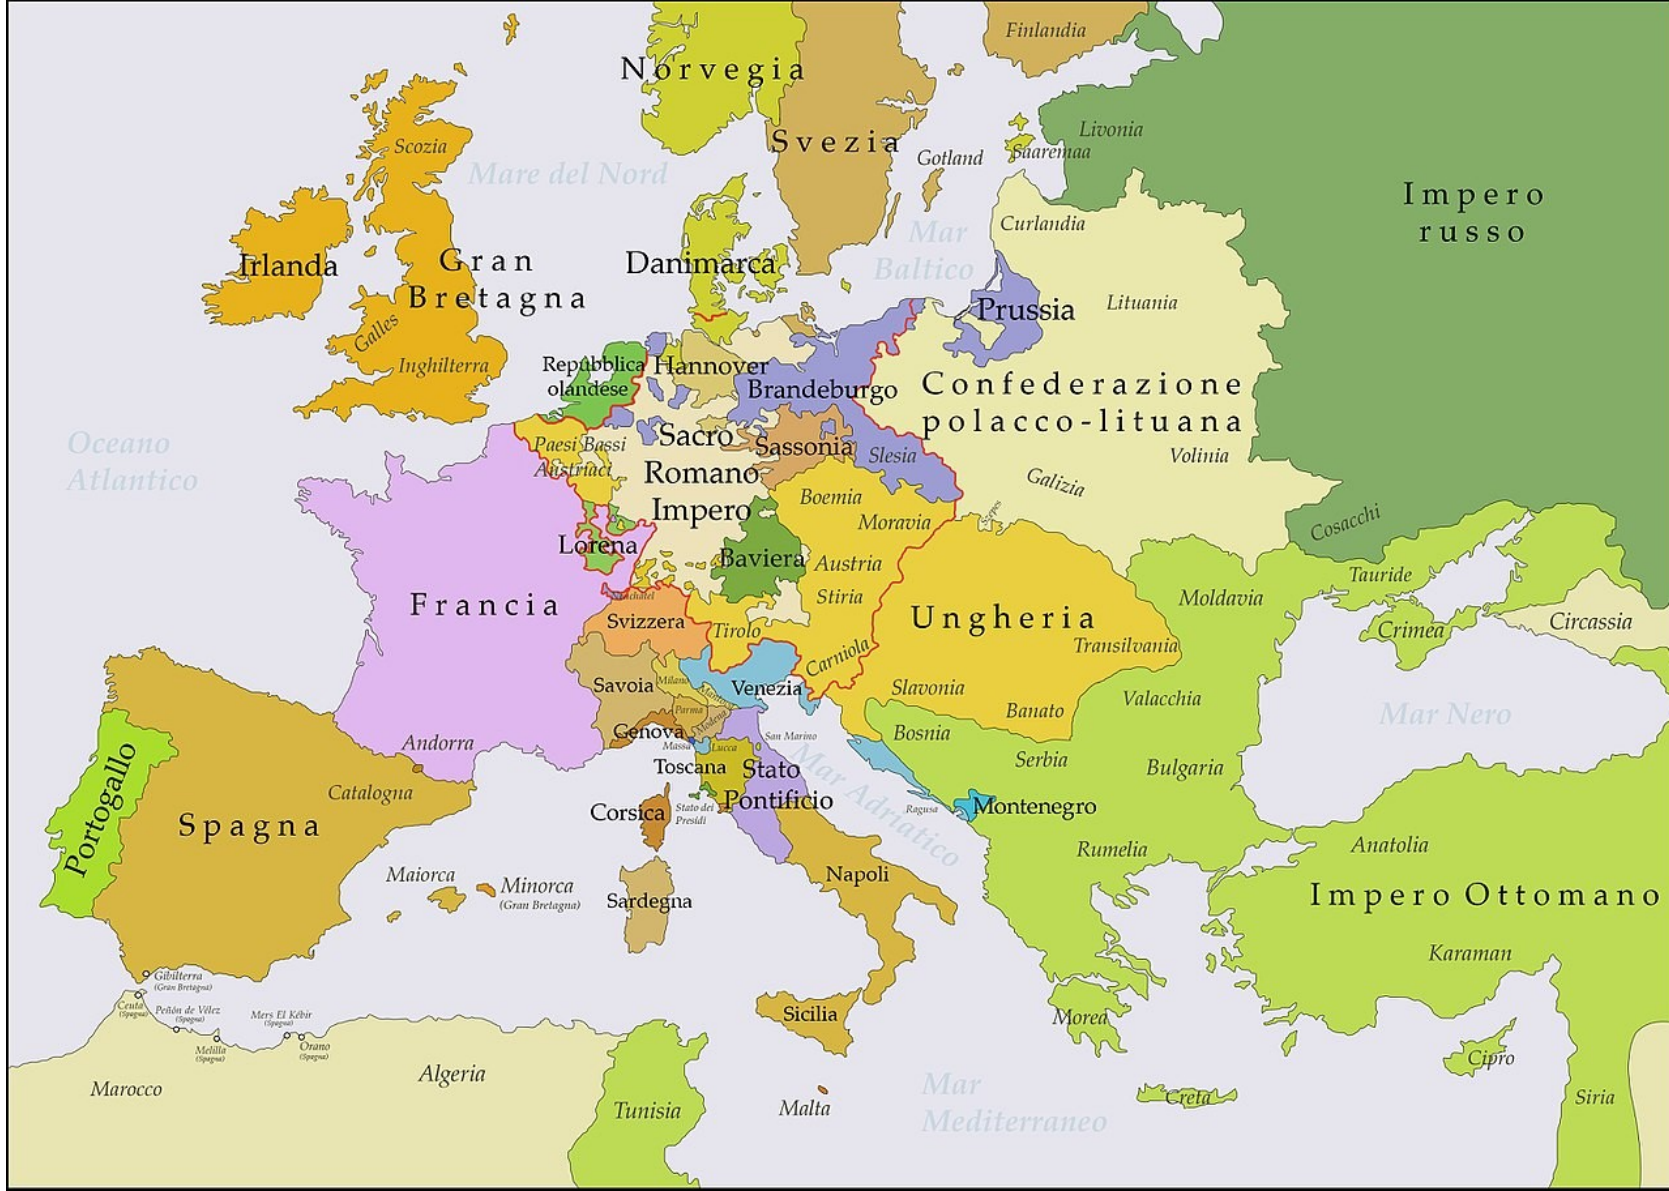 Finlandia
Norvegia
Svezia
Scozia
Livonia
Saaremaa
Gotland
Mare del Nord
Impero
russo
Curlandia
Mar
Baltico
Irlanda
Gran
Bretagna
Danimarca
Prussia
Lituania
Galles
Inghilterra
Repubblica
olandese
Hannover
Brandeburgo
Confederazione
polacco-lituana
Oceano
Atlantico
Paesi Bassi
Austriaci
Sacro
Romano
Impero
Sassonia
Slesia
Volinia
Galizia
Boemia
Moravia
Cosacchi
Lorena
Baviera
Austria
Stiria
Francia
Neuchâtel
Svizzera
Tirolo
Ungheria
Transilvania
Moldavia
Tauride
Crimea
Circassia
Carniola
Savoia
Milano
Mantova
Venezia
Slavonia
Banato
Valacchia
Mar Nero
Parma
Modena
Genova
Massa
Lucca
San Marino
Bosnia
Serbia
Bulgaria
Andorra
Catalogna
Toscana
Stato
Pontificio
Mar Adriatico
Portogallo
Spagna
Corsica
Stato dei
Presidi
Ragusa
Montenegro
Rumelia
Anatolia
Maiorca
Minorca
(Gran Bretagna)
Sardegna
Napoli
Impero Ottomano
Karaman
Gibilterra
(Gran Bretagna)
Ceuta
(Spagna)
Peñón de Vélez
(Spagna)
Mers El Kébir
(Spagna)
Melilla
(Spagna)
Orano
(Spagna)
Sicilia
Morea
Cipro
Marocco
Algeria
Tunisia
Malta
Mar
Mediterraneo
Creta
Siria